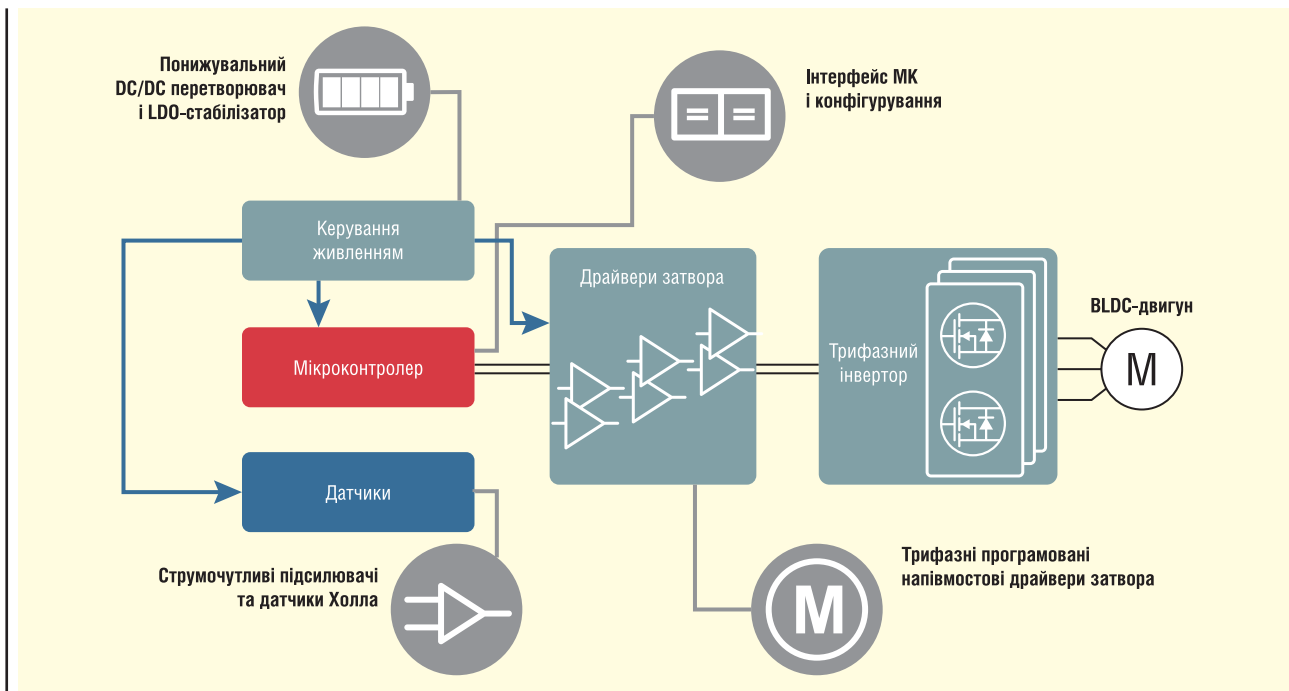 Понижувальний
DC/DC перетворювач
і LDO-стабілізатор
Інтерфейс МК
і конфігурування
Керування
живленням
Драйвери затвора
BLDC-двигун
Мікроконтролер
Трифазний
інвертор
M
Датчики
Струмочутливі підсилювачі
та датчики Холла
M
Трифазні програмовані
напівмостові драйвери затвора